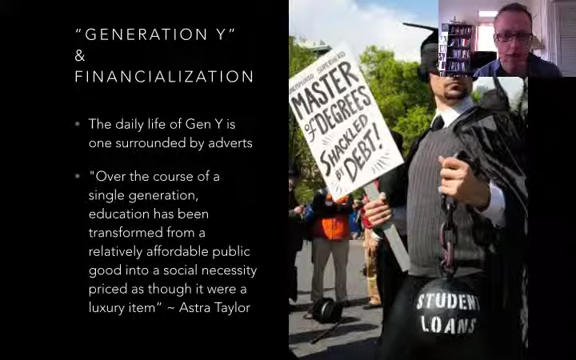 "GENERATION Y"
&
FINANCIALIZATION
The daily life of Gen Y is
one surrounded by adverts
"Over the course of a
single generation,
education has been
transformed from a
relatively affordable public
good into a social necessity
priced as though it were a
luxury item" ~ Astra Taylor
MASTER
of DEGREES
SHACKLED
BY DEBT!
STUDENT
LOANS